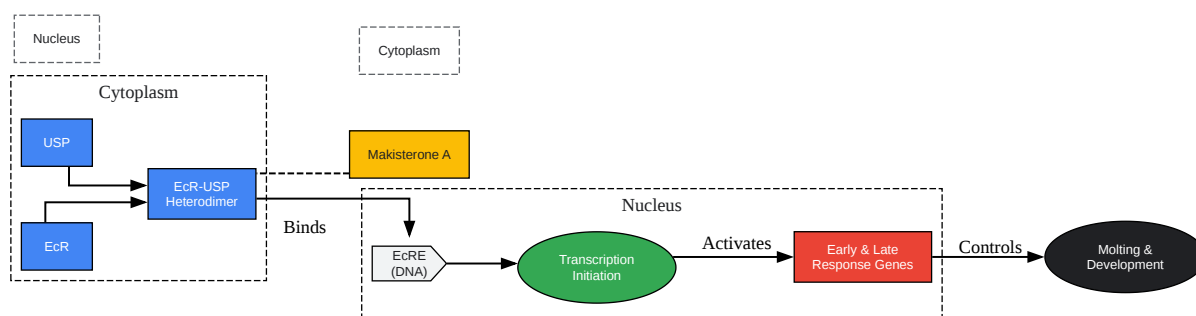 Nucleus
Cytoplasm
Cytoplasm
USP
Makisterone A
EcR-USP
Heterodimer
EcR
Binds
Nucleus
EcRE
(DNA)
Transcription
Initiation
Activates
Early & Late
Response Genes
Controls
Molting &
Development